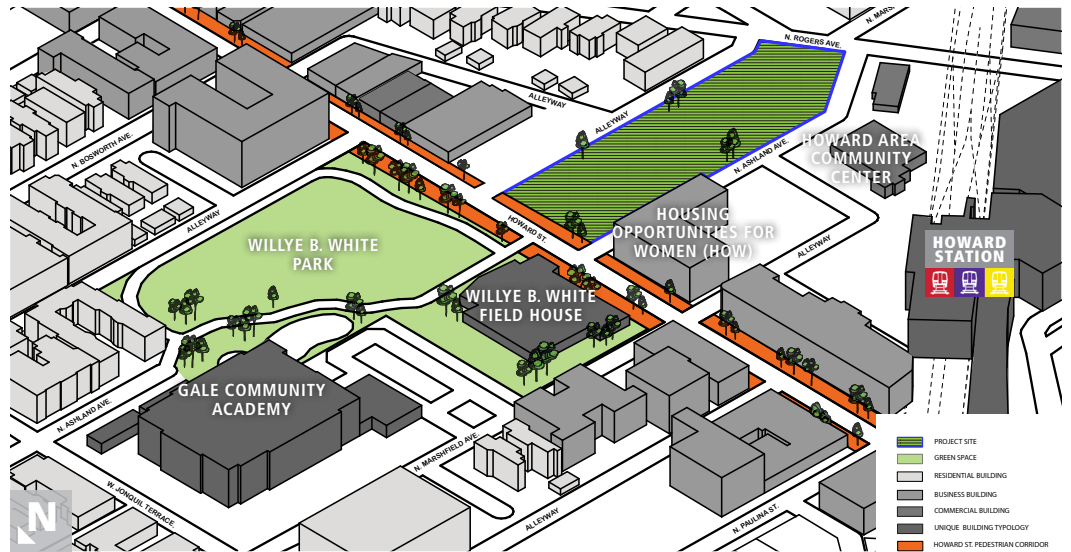 N. ROGERS AVE.
N. MARS
ALLEYWAY
ALLEYWAY
N. BOSWORTH AVE.
N. ASHLAND AVE.
HOWARD AREA
COMMUNITY
CENTER
ALLEYWAY
HOWARD ST.
HOUSING
OPPORTUNITIES FOR
WOMEN (HOW)
ALLEYWAY
WILLYE B. WHITE
PARK
HOWARD
STATION
WILLYE B. WHITE
FIELD HOUSE
GALE COMMUNITY
ACADEMY
N. ASHLAND AVE.
N. MARSHFIELD AVE.
W. JONQUIL TERRACE.
ALLEYWAY
N. PAULINA ST.
N
PROJECT SITE
GREEN SPACE
RESIDENTIAL BUILDING
BUSINESS BUILDING
COMMERCIAL BUILDING
UNIQUE BUILDING TYPOLOGY
HOWARD ST. PEDESTRIAN CORRIDOR